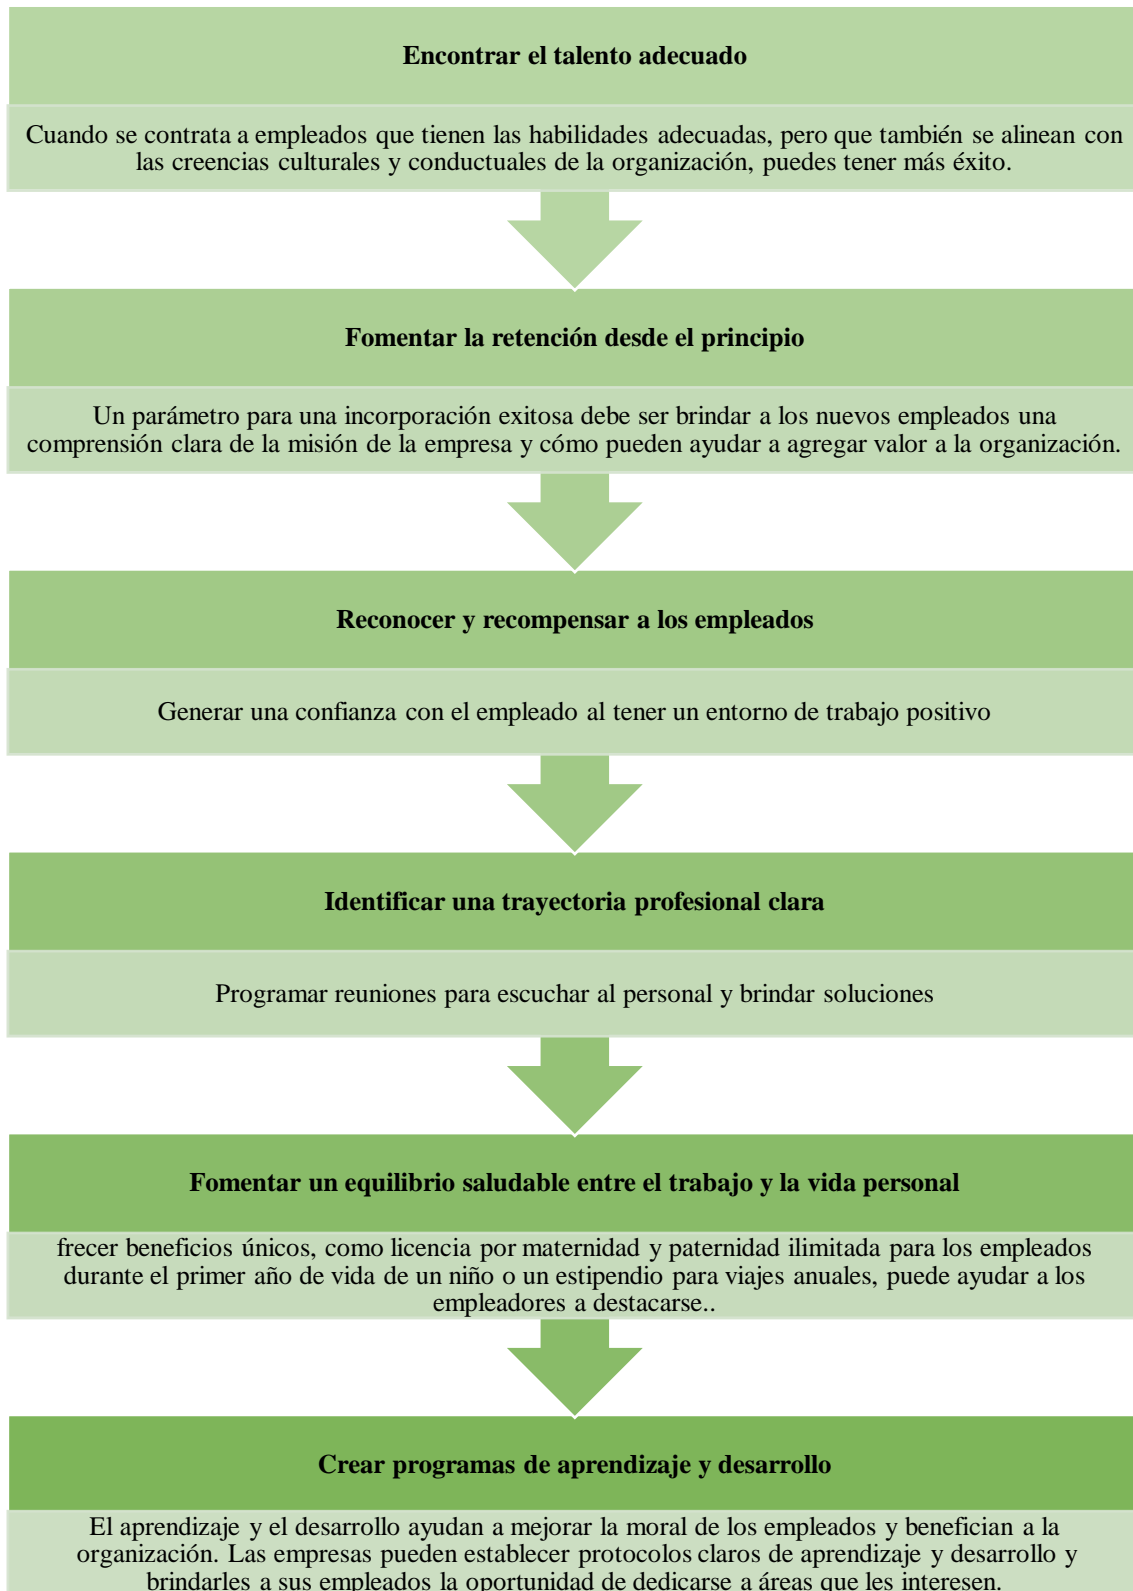 Encontrar el talento adecuado
Cuando se contrata a empleados que tienen las habilidades adecuadas, pero que también se alinean con
las creencias culturales y conductuales de la organización, puedes tener más éxito.
Fomentar la retención desde el principio
Un parámetro para una incorporación exitosa debe ser brindar a los nuevos empleados una
comprensión clara de la misión de la empresa y cómo pueden ayudar a agregar valor a la organización.
Reconocer y recompensar a los empleados
Generar una confianza con el empleado al tener un entorno de trabajo positivo
Identificar una trayectoria profesional clara
Programar reuniones para escuchar al personal y brindar soluciones
Fomentar un equilibrio saludable entre el trabajo y la vida personal
frecer beneficios únicos, como licencia por maternidad y paternidad ilimitada para los empleados
durante el primer año de vida de un niño o un estipendio para viajes anuales, puede ayudar a los
empleadores a destacarse..
Crear programas de aprendizaje y desarrollo
El aprendizaje y el desarrollo ayudan a mejorar la moral de los empleados y benefician a la
organización. Las empresas pueden establecer protocolos claros de aprendizaje y desarrollo y
brindarles a sus empleados la oportunidad de dedicarse a áreas que les interesen.